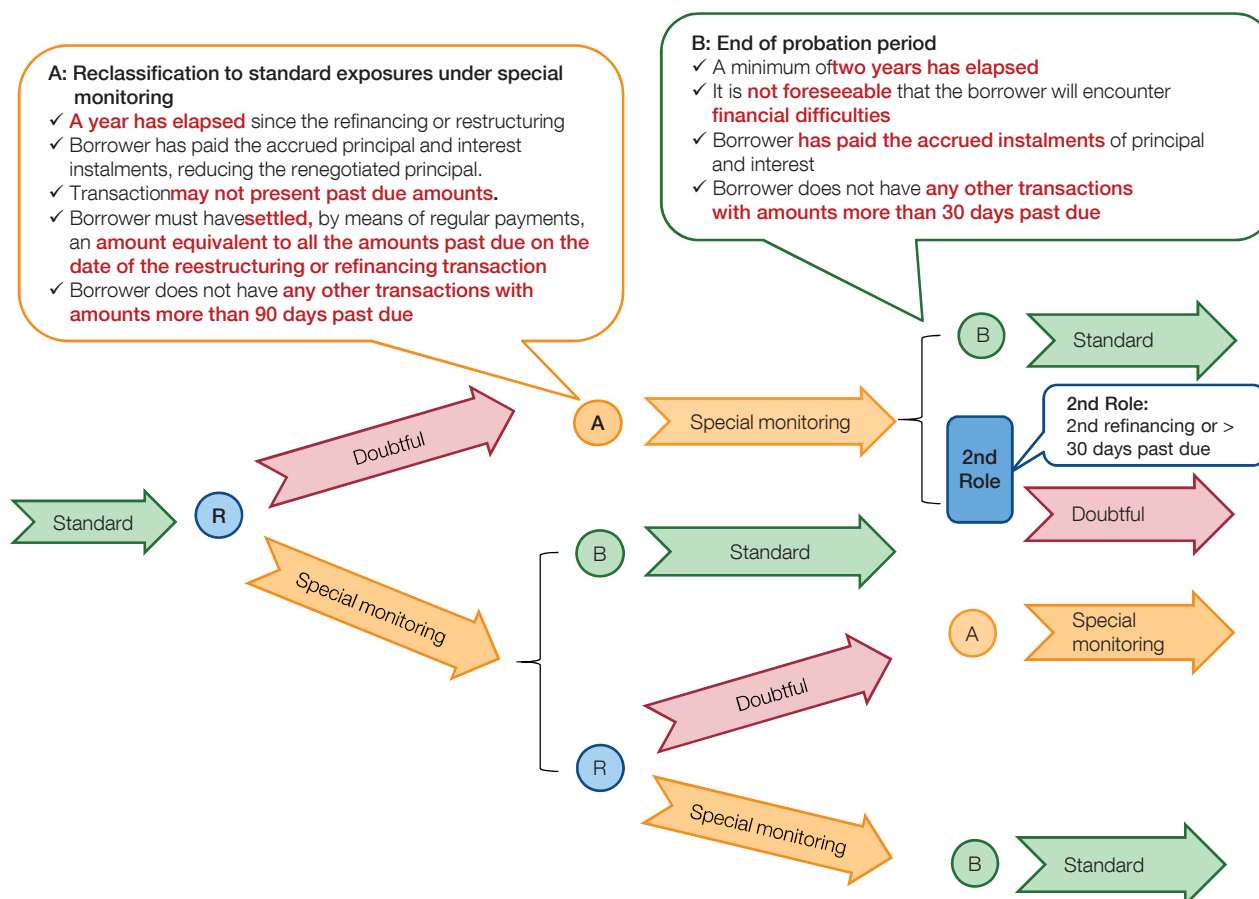 A: Reclassification to standard exposures under special
monitoring
✓ A year has elapsed since the refinancing or restructuring
✓ Borrower has paid the accrued principal and interest
instalments, reducing the renegotiated principal.
✓ Transactionmay not present past due amounts.
✓ Borrower must havesettled, by means of regular payments,
an amount equivalent to all the amounts past due on the
date of the reestructuring or refinancing transaction
✓ Borrower does not have any other transactions with
amounts more than 90 days past due
B: End of probation period
✓ A minimum oftwo years has elapsed
✓ It is not foreseeable that the borrower will encounter
financial difficulties
✓ Borrower has paid the accrued instalments of principal
and interest
✓ Borrower does not have any other transactions
with amounts more than 30 days past due
B
Standard
Doubtful
A
Special monitoring
2nd
Role
2nd Role:
2nd refinancing or >
30 days past due
Doubtful
Standard
R
Special monitoring
B
Standard
A
Special
monitoring
Doubtful
R
Special monitoring
B
Standard